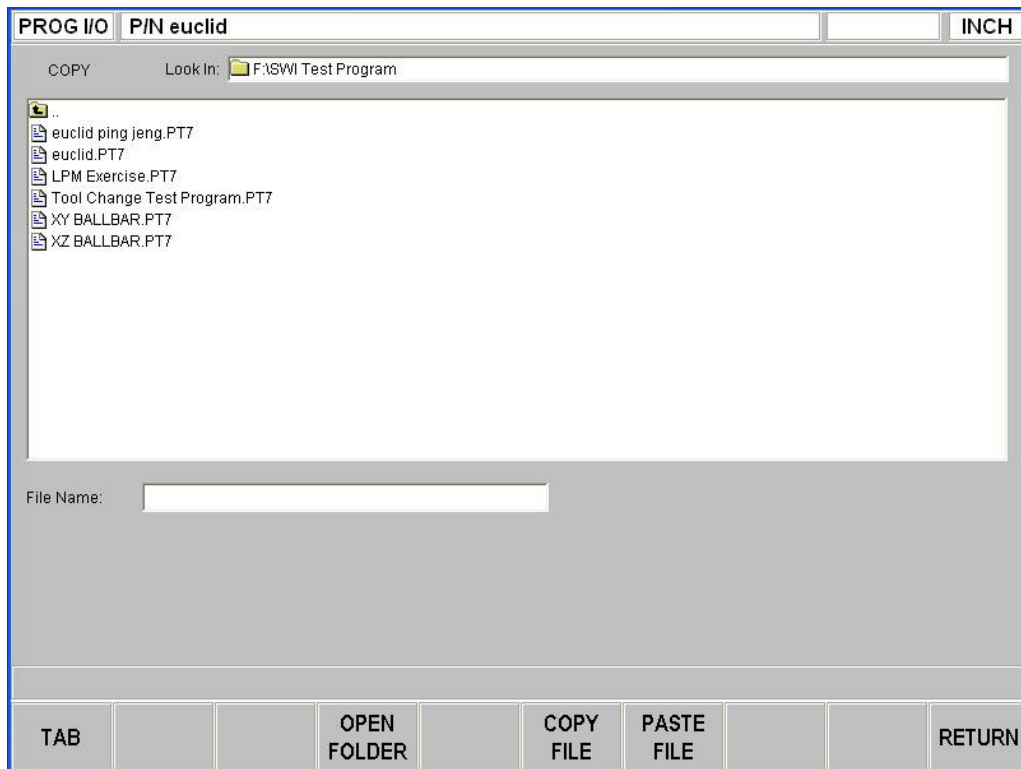 PROG I/O P/N euclid INCH
COPY Look In: F:\SWI Test Program
..
euclid ping jeng.PT7
euclid.PT7
LPM Exercise.PT7
Tool Change Test Program.PT7
XY BALLBAR.PT7
XZ BALLBAR.PT7
File Name:
TAB OPEN FOLDER COPY FILE PASTE FILE RETURN